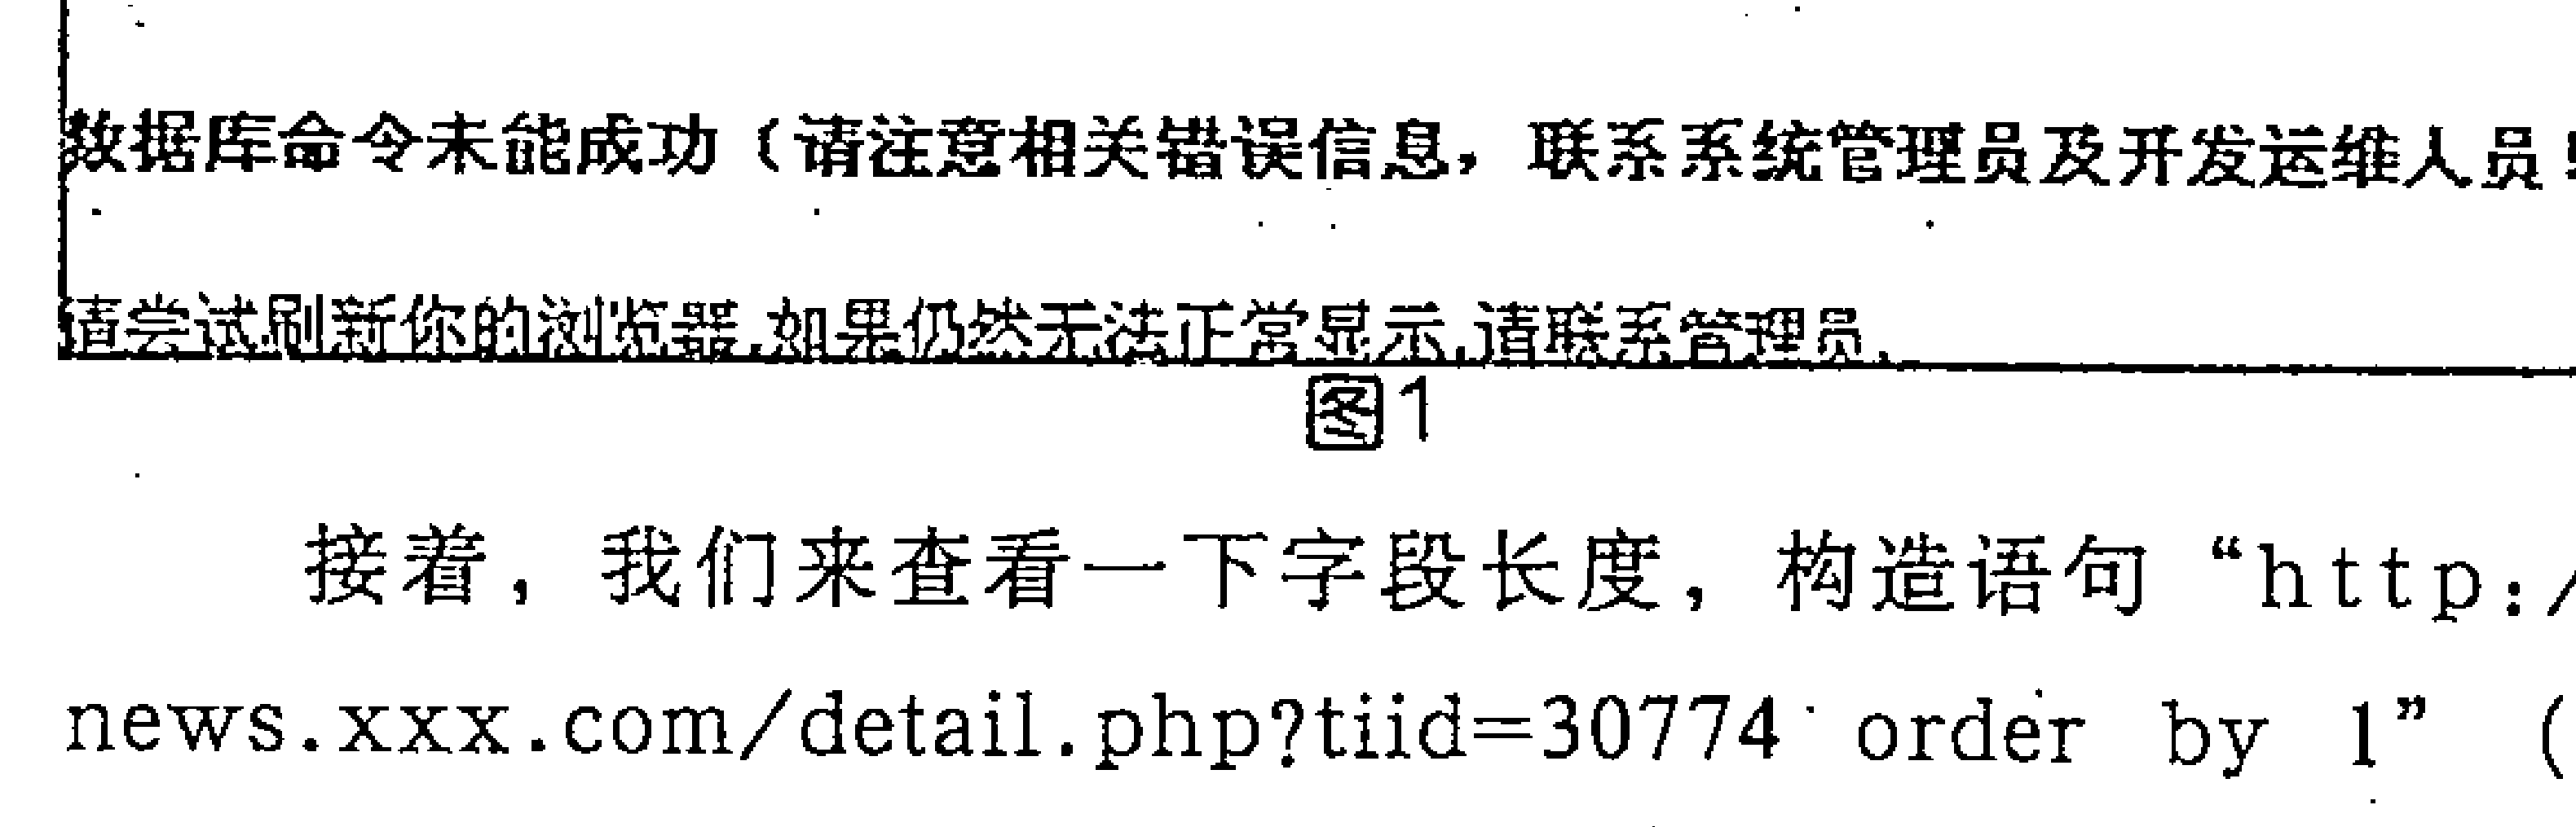 数据库命令未能成功（请注意相关错误信息，联系系统管理员及开发运维人员
请尝试刷新你的浏览器,如果仍然无法正常显示,请联系管理员.
图1
接着，我们来查看一下字段长度，构造语句“http:/
news.xxx.com/detail.php?tiid=30774 order by 1” (